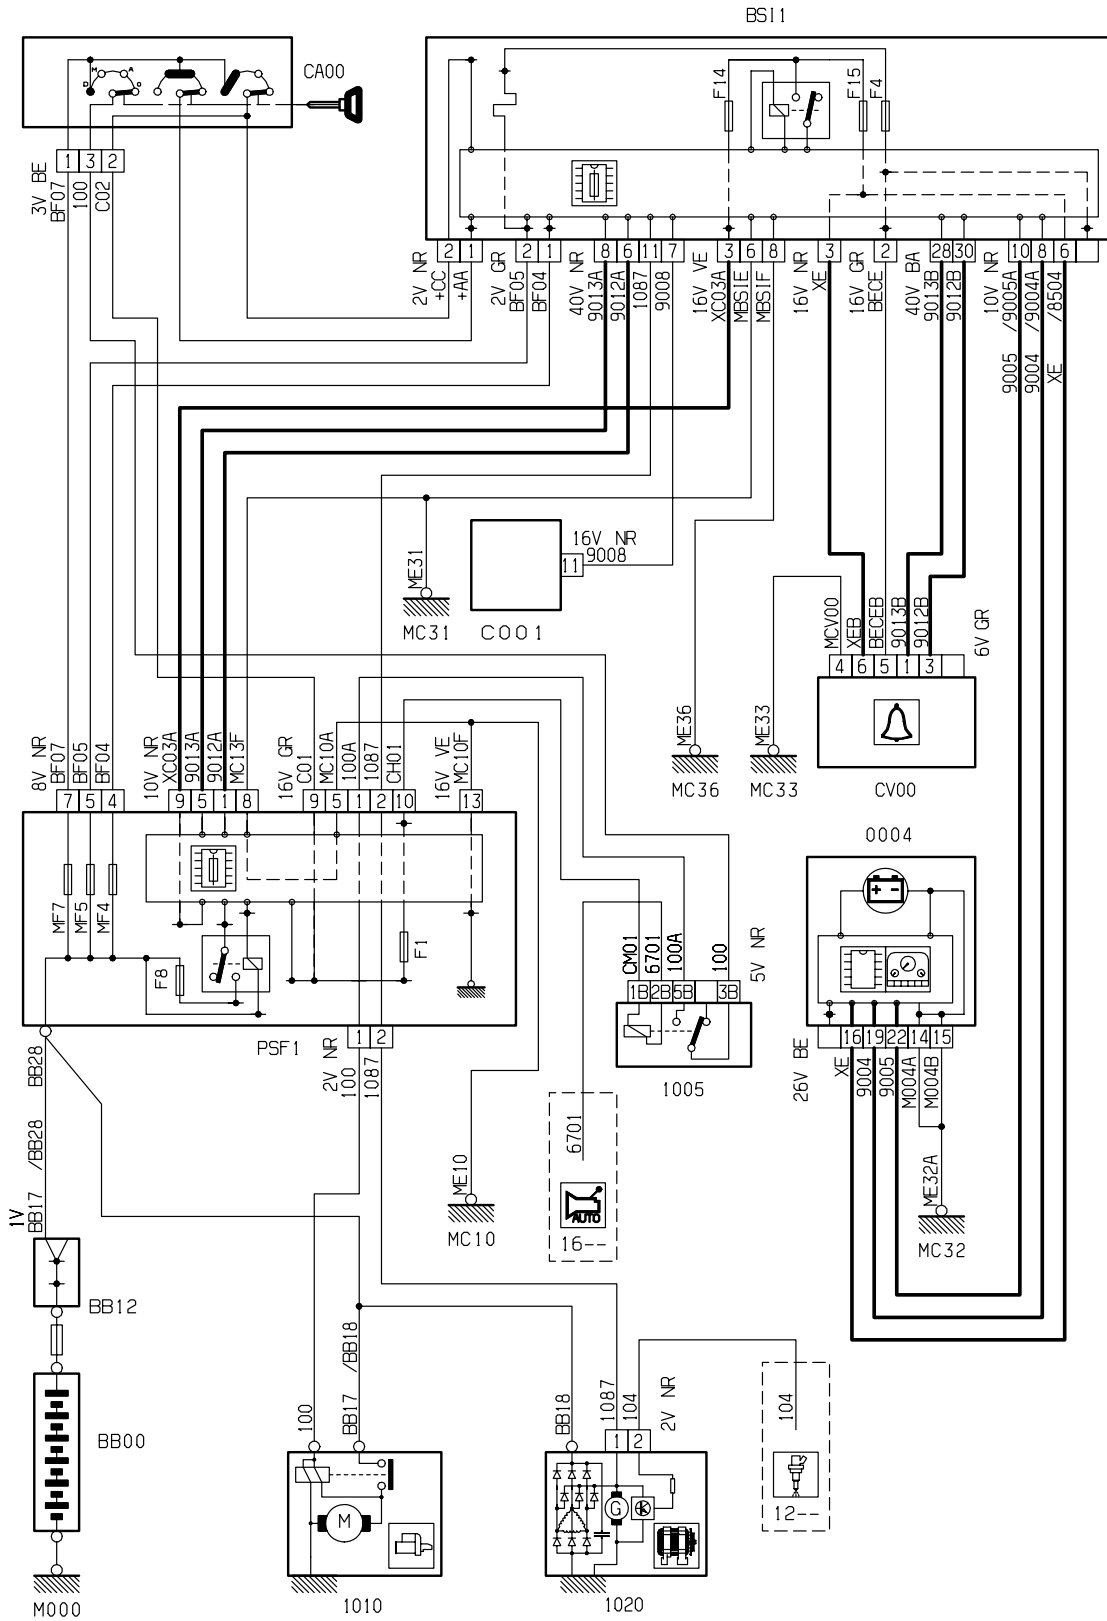 BSI1
CA00
M
A
D
D
F14
F15
F4
1
3
2
3V BE
BF07
100
C02
2
1
2
1
8
6
11
7
3
6
8
3
2
28
30
10
8
6
2V NR
+CC
+AA
2V GR
BF05
BF04
40V NR
9013A
9012A
1087
9008
16V VE
XC03A
MBSIE
MBSIF
16V NR
XE
16V GR
BECE
40V BA
9013B
9012B
10V NR
9005 /9005A
9004 /9004A
XE /8504
16V NR
9008
11
ME31
MC31
C001
MCV00
XEB
BECEB
9013B
9012B
6V GR
4
6
5
1
3
CV00
ME36
MC36
ME33
MC33
8V NR
BF07
BF05
BF04
10V NR
XC03A
9013A
9012A
MC13F
16V GR
C01
MC10A
100A
1087
CH01
16V VE
MC10F
7
5
4
9
5
1
8
9
5
1
2
10
13
MF7
MF5
MF4
F8
F1
PSF1
1
2
2V NR
100
1087
0004
+ -
CM01
6701
100A
100
5V NR
1B
2B
5B
3B
1005
26V BE
16
19
22
14
15
XE
9004
9005
M004A
M004B
ME32A
MC32
BB28
/BB28
1V
BB17
BB12
BB00
M000
ME10
MC10
6701
AUTO
16--
100
BB17 /BB18
M
1010
BB18
1087
104
2V NR
1
2
G
1020
104
12--